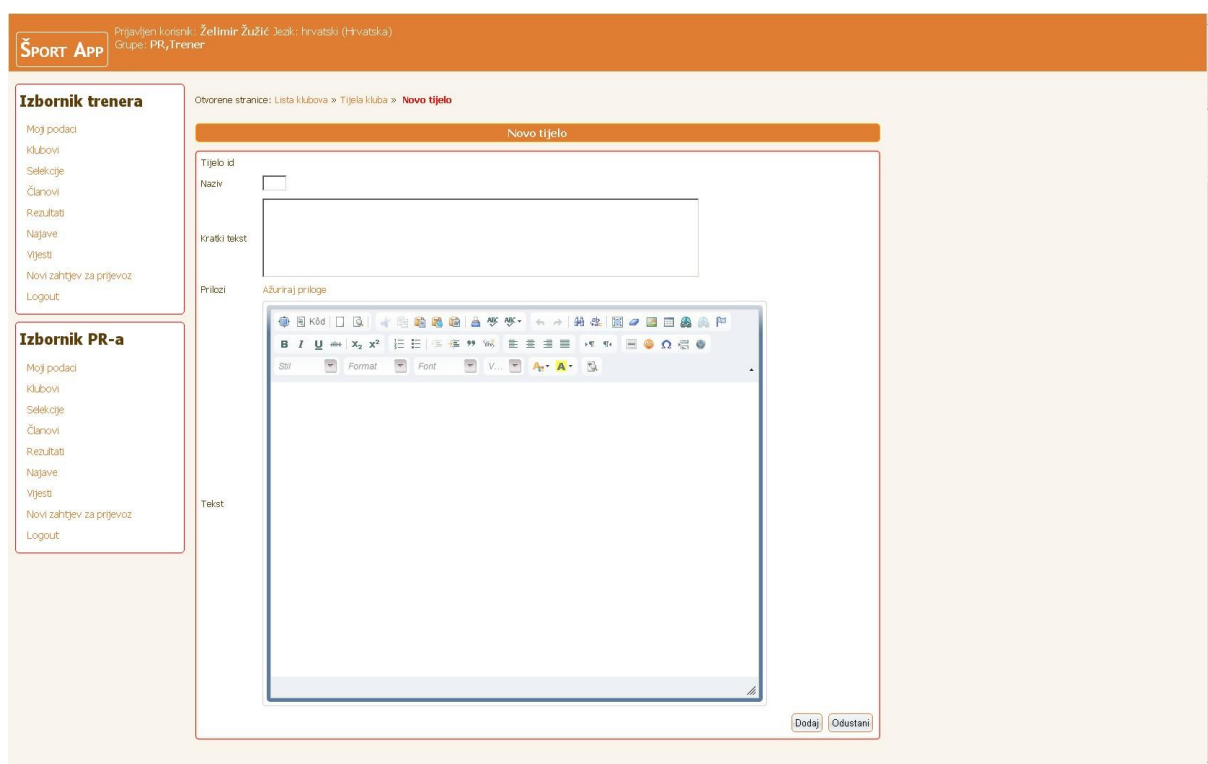 ŠPORT APP
Prijavljen korisnik: Želimir Žužić Jezik: hrvatski (Hrvatska)
Grupe: PR,Trener
Izbornik trenera
Moji podaci
Klubovi
Selekcije
Članovi
Rezultati
Najave
Vijesti
Novi zahtjev za prijevoz
Logout
Izbornik PR-a
Moji podaci
Klubovi
Selekcije
Članovi
Rezultati
Najave
Vijesti
Novi zahtjev za prijevoz
Logout
Otvorene stranice: Lista klubova » Tijela kluba » Novo tijelo
Novo tijelo
Tijelo id
Naziv
Kratki tekst
Prilozi Ažuriraj priloge
Kôd
B I U abc X₂ X²
Stil Format Font V...
Tekst
Dodaj Odustani